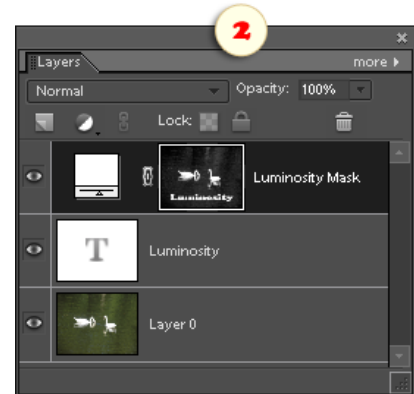 2
Layers more
Normal Opacity: 100%
Lock:
Luminosity
Luminosity Mask
T Luminosity
Layer 0